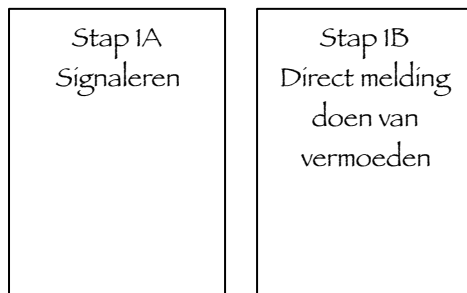 Stap 1A
Signaleren
Stap 1B
Direct melding
doen van
vermoeden